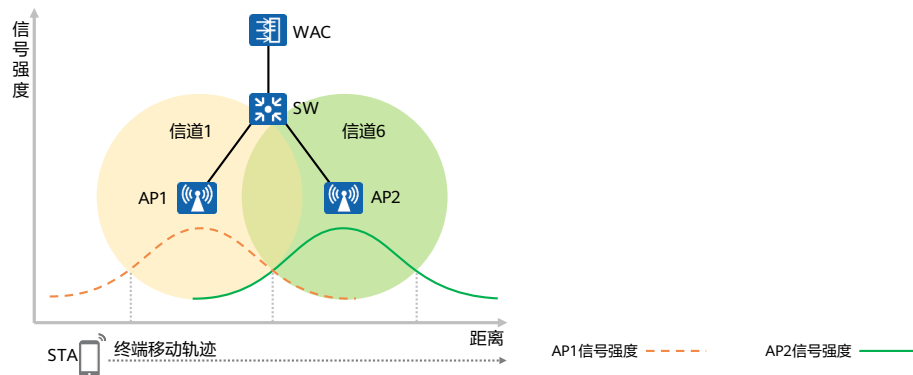 信号强度
WAC
SW
信道1
信道6
AP1
AP2
距离
STA
终端移动轨迹
AP1信号强度
AP2信号强度